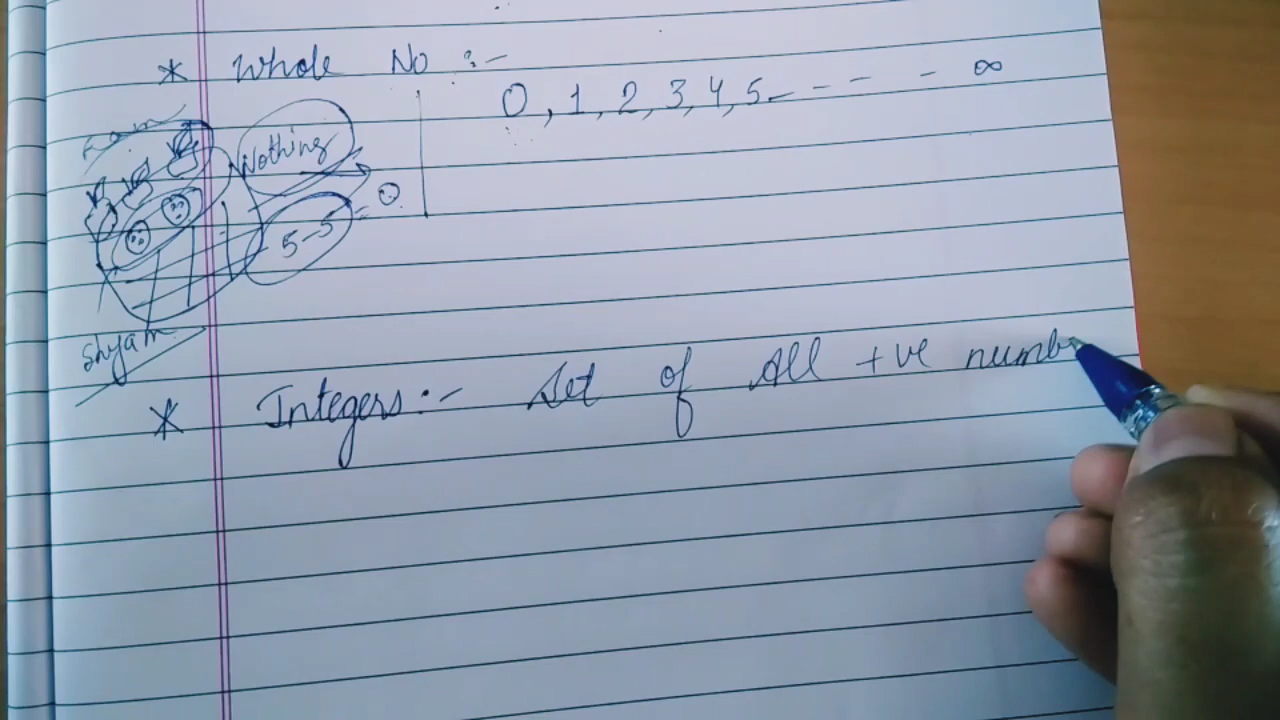 * Whole No :-
0, 1, 2, 3, 4, 5 - - - - ∞
Ram
Nothing
5-5 = 0
Shyam
* Integers :- Set of All +ve numb